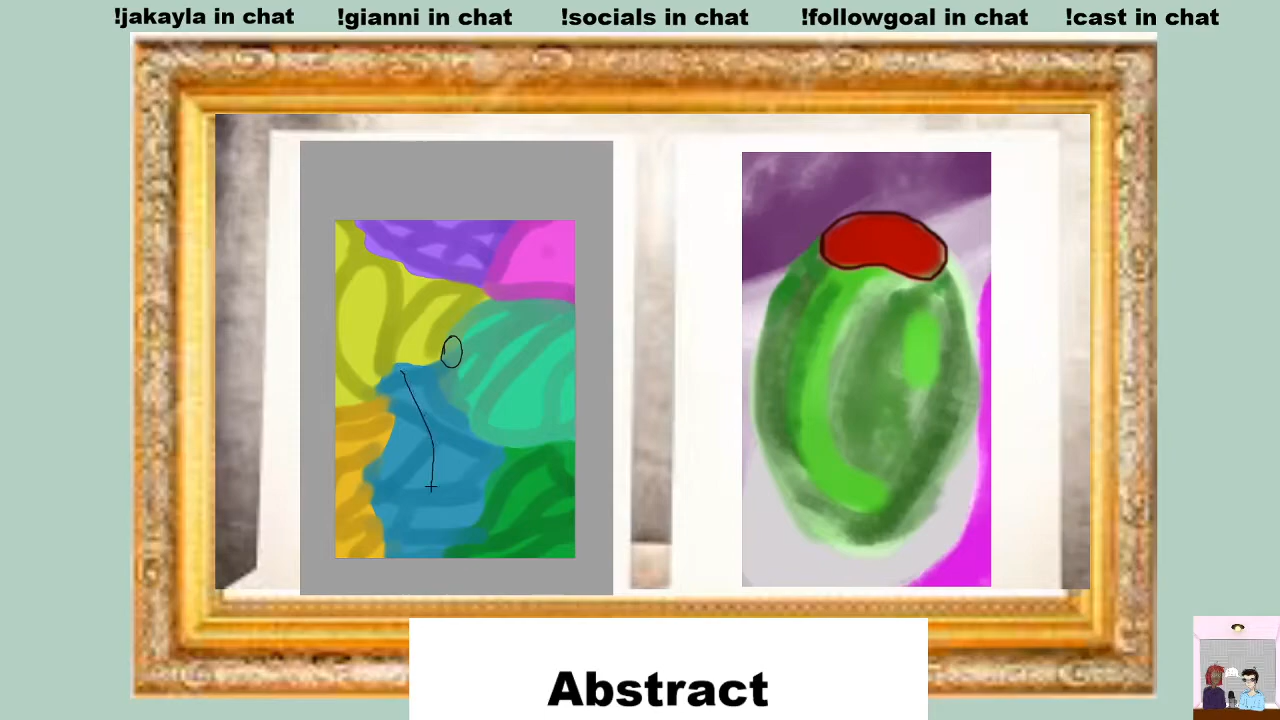 !jakayla in chat !gianni in chat !socials in chat !followgoal in chat !cast in chat
Abstract